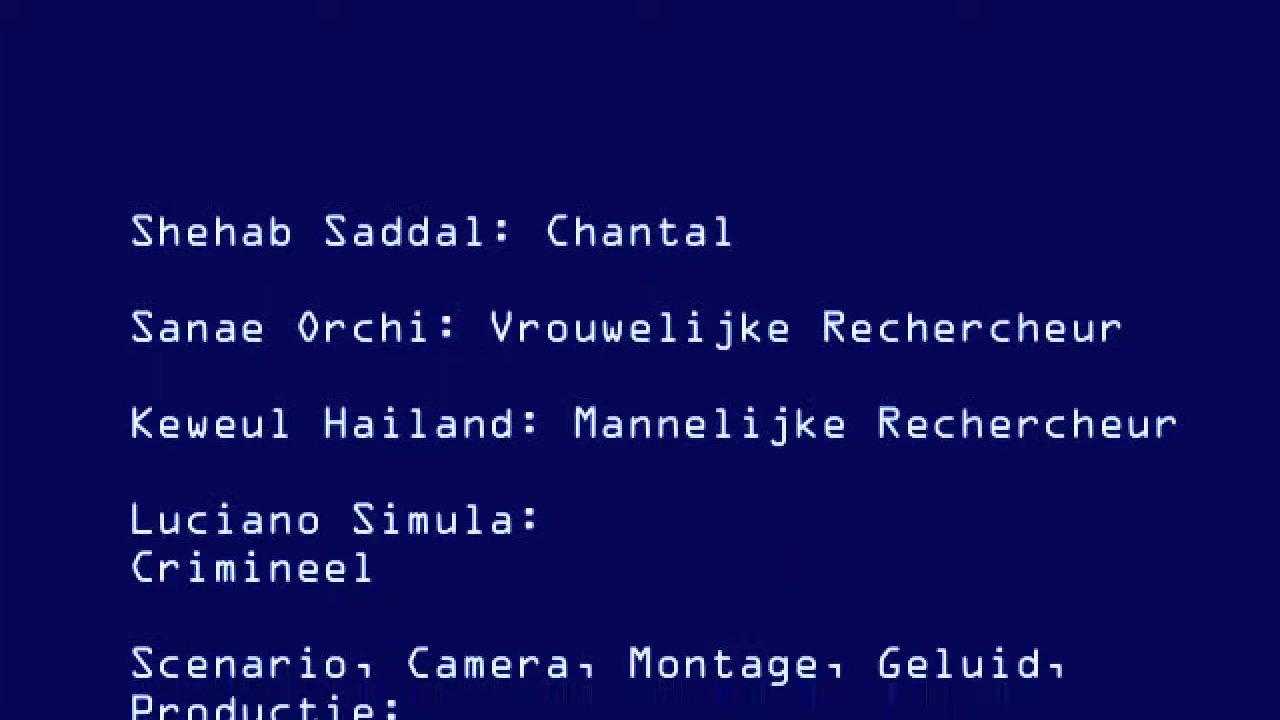 Shehab Saddal: Chantal
Sanae Orchi: Vrouwelijke Rechercheur
Keweul Hailand: Mannelijke Rechercheur
Luciano Simula:
Crimineel
Scenario, Camera, Montage, Geluid,
Productie: